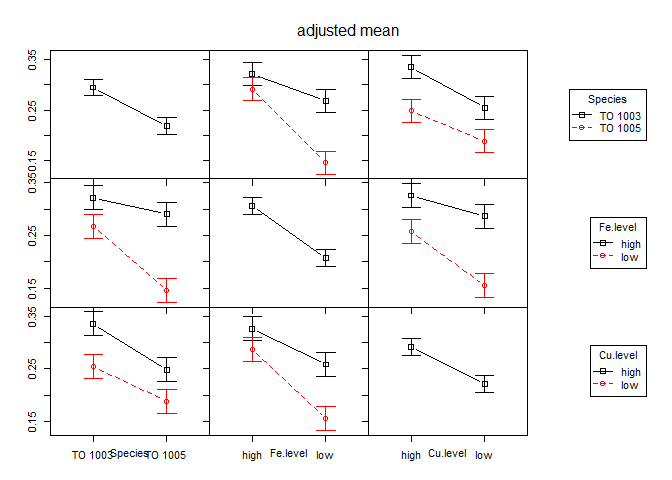 adjusted mean
0.15 0.25 0.35
Species
TO 1003
TO 1005
0.15 0.25 0.35
Fe.level
high
low
0.15 0.25 0.35
Cu.level
high
low
TO 1003 Species TO 1005 high Fe.level low high Cu.level low